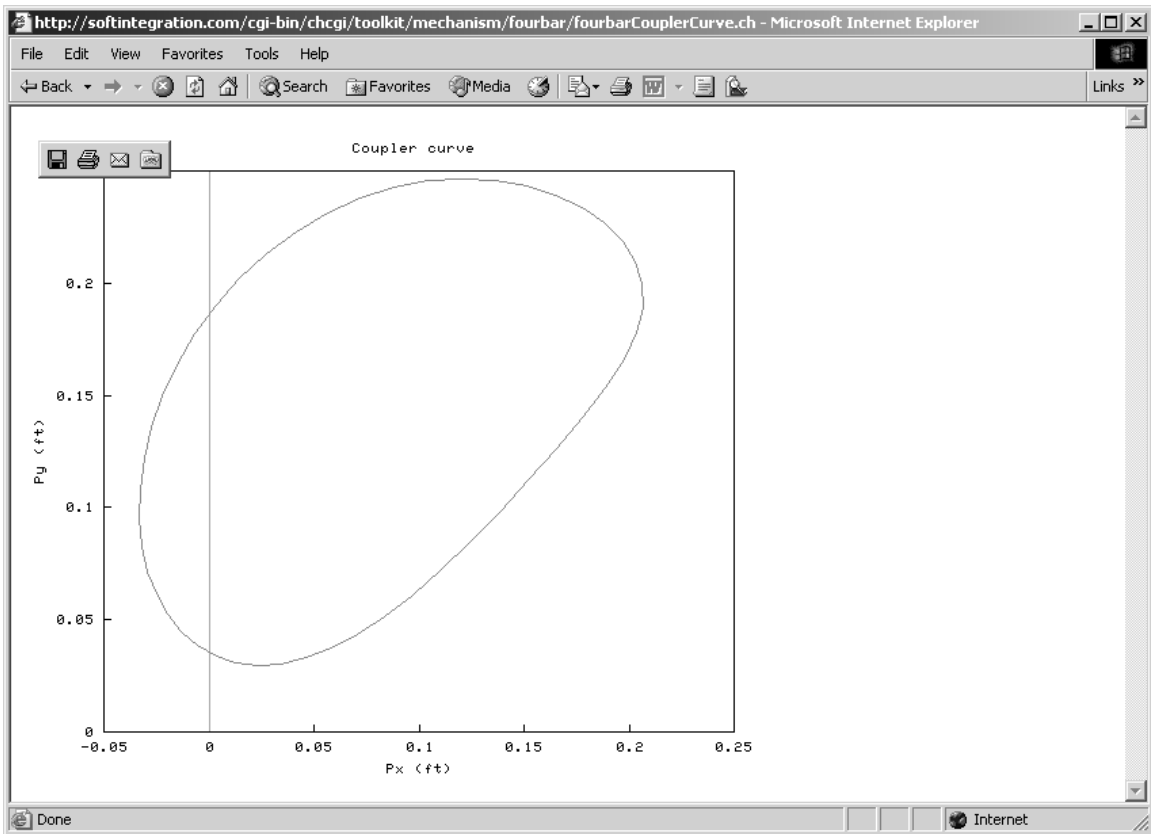 http://softintegration.com/cgi-bin/chcgi/toolkit/mechanism/fourbar/fourbarCouplerCurve.ch - Microsoft Internet Explorer
File Edit View Favorites Tools Help
Back Search Favorites Media Links »
Coupler curve
0.2
0.15
Py (ft)
0.1
0.05
0
-0.05 0 0.05 0.1 0.15 0.2 0.25
Px (ft)
Done Internet